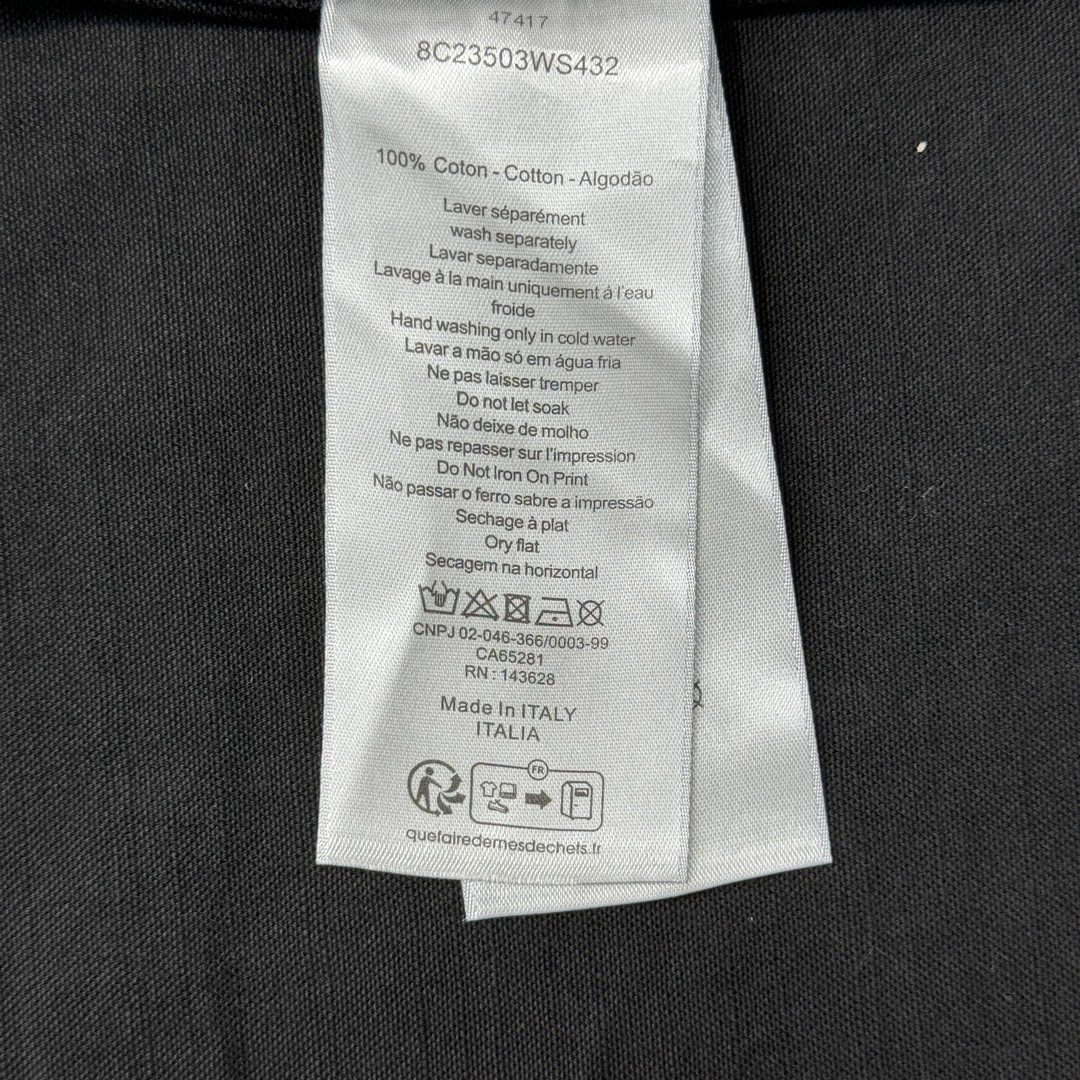 47417
8C23503WS432
100% Coton - Cotton - Algodão
Laver séparément
wash separately
Lavar separadamente
Lavage à la main uniquement á l'eau
froide
Hand washing only in cold water
Lavar a mão só em água fria
Ne pas laisser tremper
Do not let soak
Não deixe de molho
Ne pas repasser sur l'impression
Do Not Iron On Print
Não passar o ferro sabre a impressão
Sechage à plat
Ory flat
Secagem na horizontal
CNPJ 02-046-366/0003-99
CA65281
RN : 143628
Made In ITALY
ITALIA
FR
quefairedemesdechets.fr